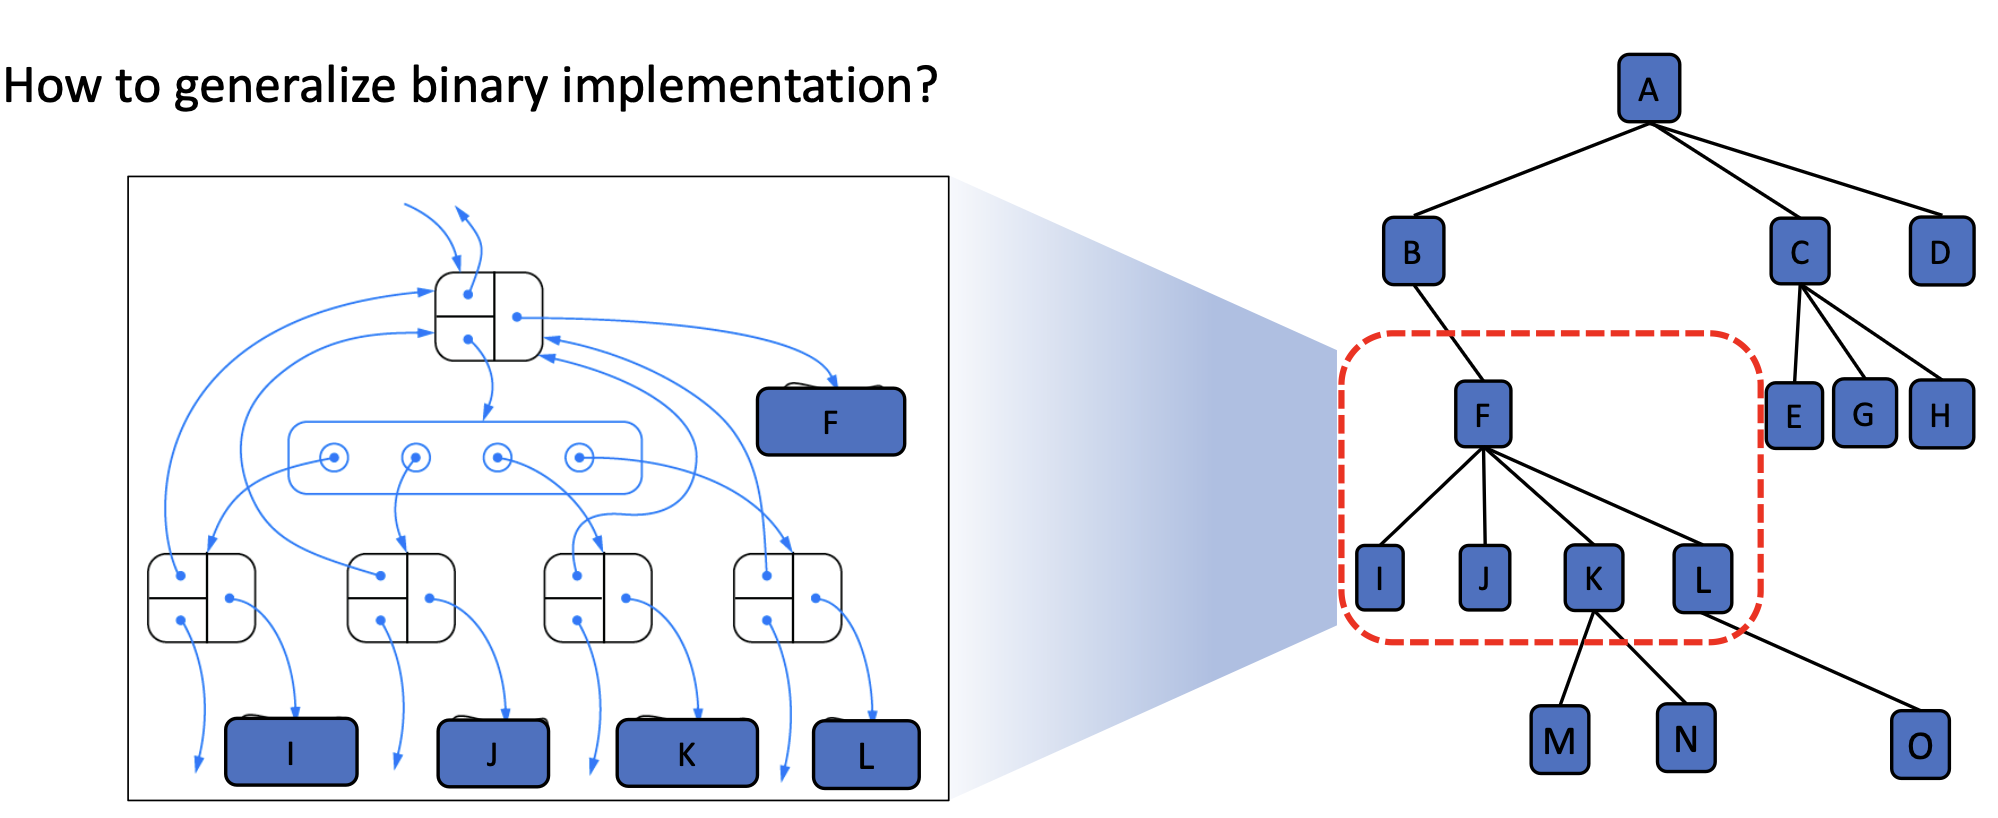 How to generalize binary implementation?
A
B C D
F E G H
I J K L
M N O
F
I J K L